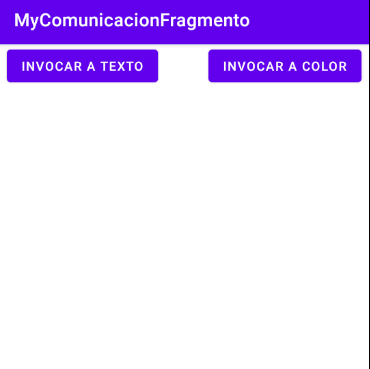 MyComunicacionFragmento
INVOCAR A TEXTO INVOCAR A COLOR